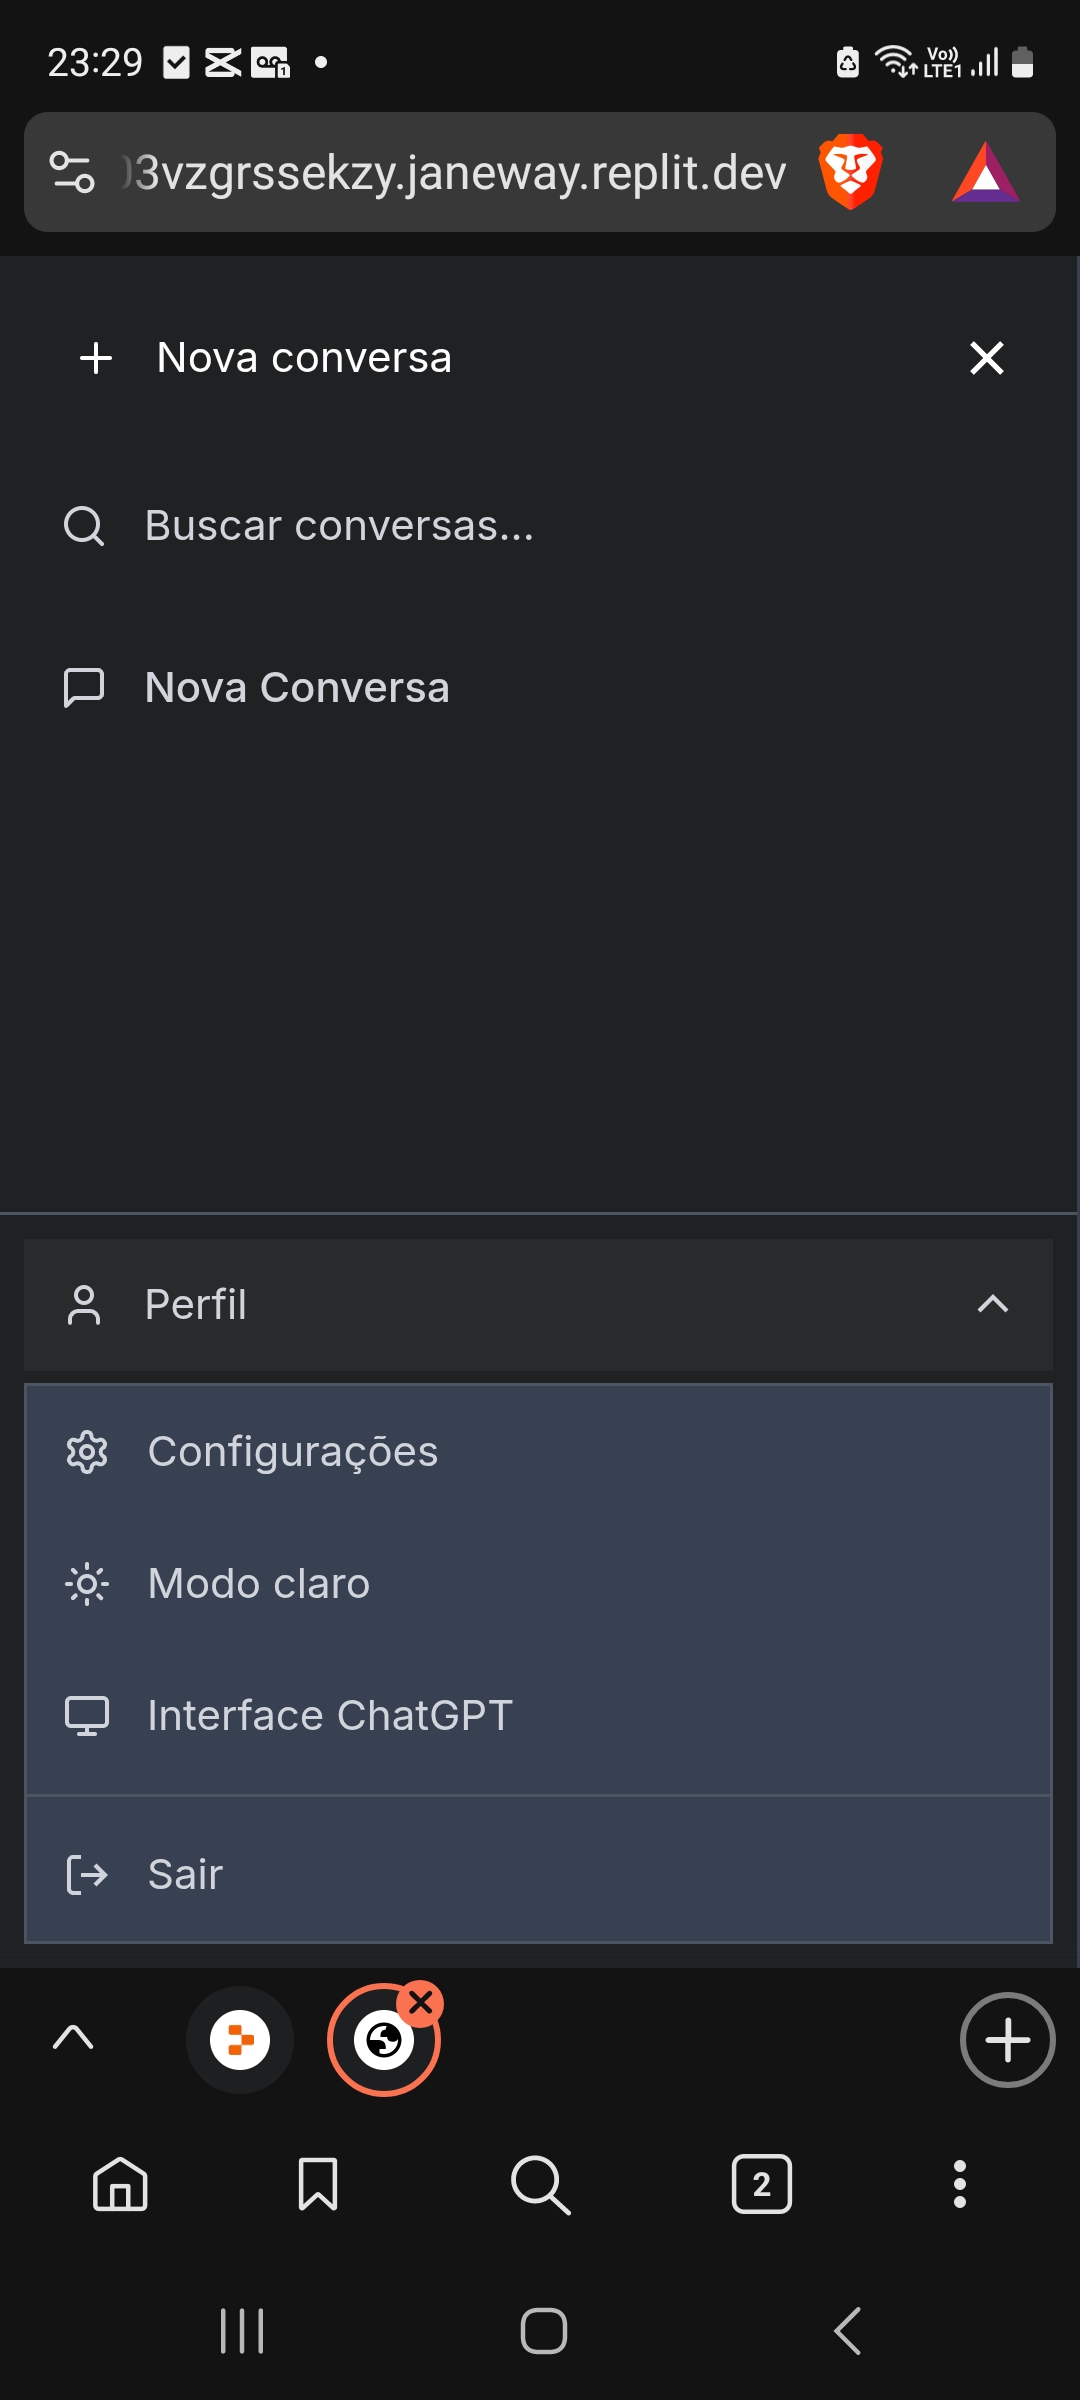 23:29
Vo))
LTE1
3vzgrssekzy.janeway.replit.dev
Nova conversa
Buscar conversas...
Nova Conversa
Perfil
Configurações
Modo claro
Interface ChatGPT
Sair
2